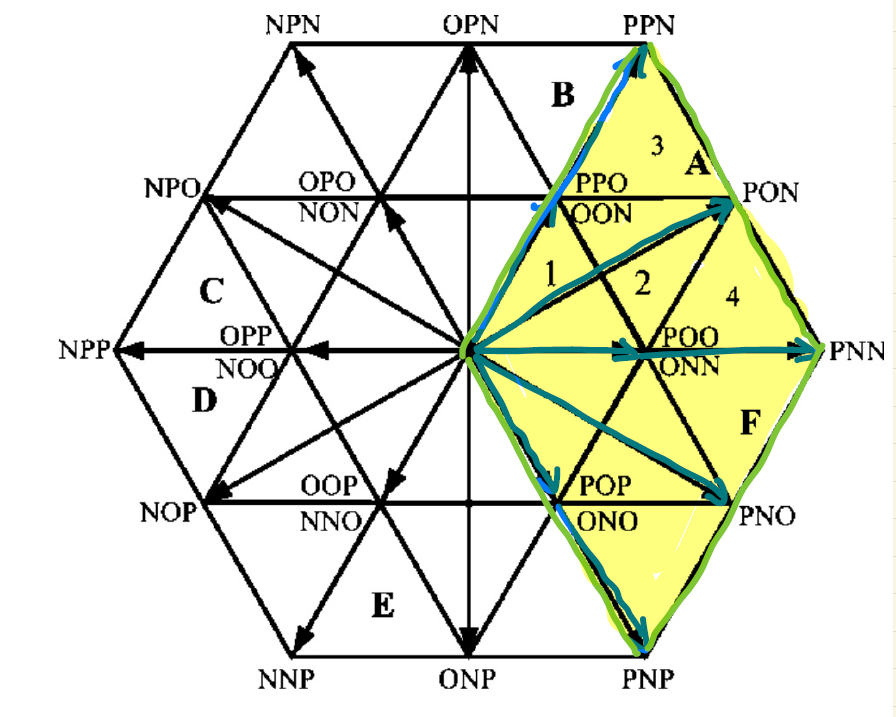 NPN OPN PPN
B
3
A
NPO OPO PPO PON
NON OON
C 1 2 4
NPP OPP POO PNN
NOO ONN
D F
NOP OOP POP PNO
NNO ONO
E
NNP ONP PNP